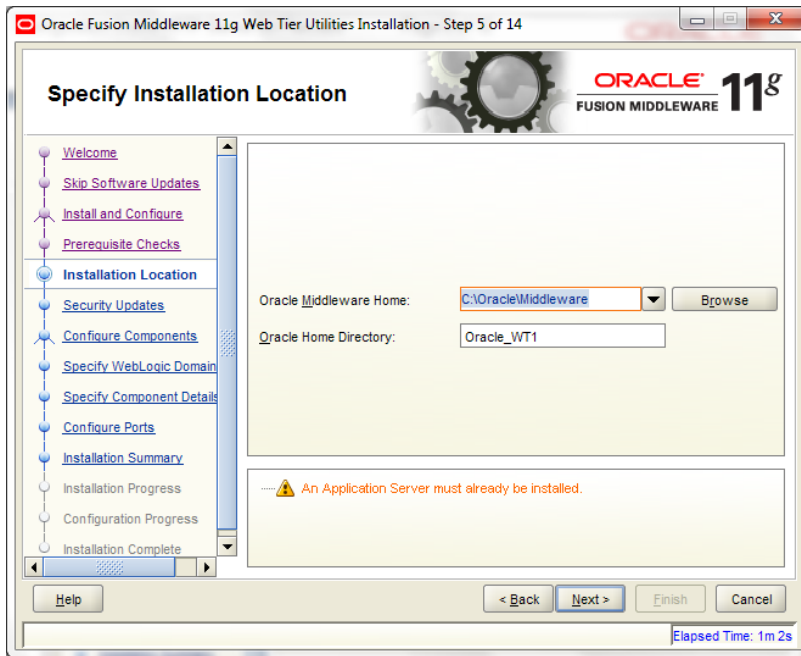 Oracle Fusion Middleware 11g Web Tier Utilities Installation - Step 5 of 14
Specify Installation Location
ORACLE
FUSION MIDDLEWARE 11g
Welcome
Skip Software Updates
Install and Configure
Prerequisite Checks
Installation Location
Security Updates
Configure Components
Specify WebLogic Domain
Specify Component Details
Configure Ports
Installation Summary
Installation Progress
Configuration Progress
Installation Complete
Oracle Middleware Home: C:\Oracle\Middleware Browse
Oracle Home Directory: Oracle_WT1
An Application Server must already be installed.
Help < Back Next > Finish Cancel
Elapsed Time: 1m 2s